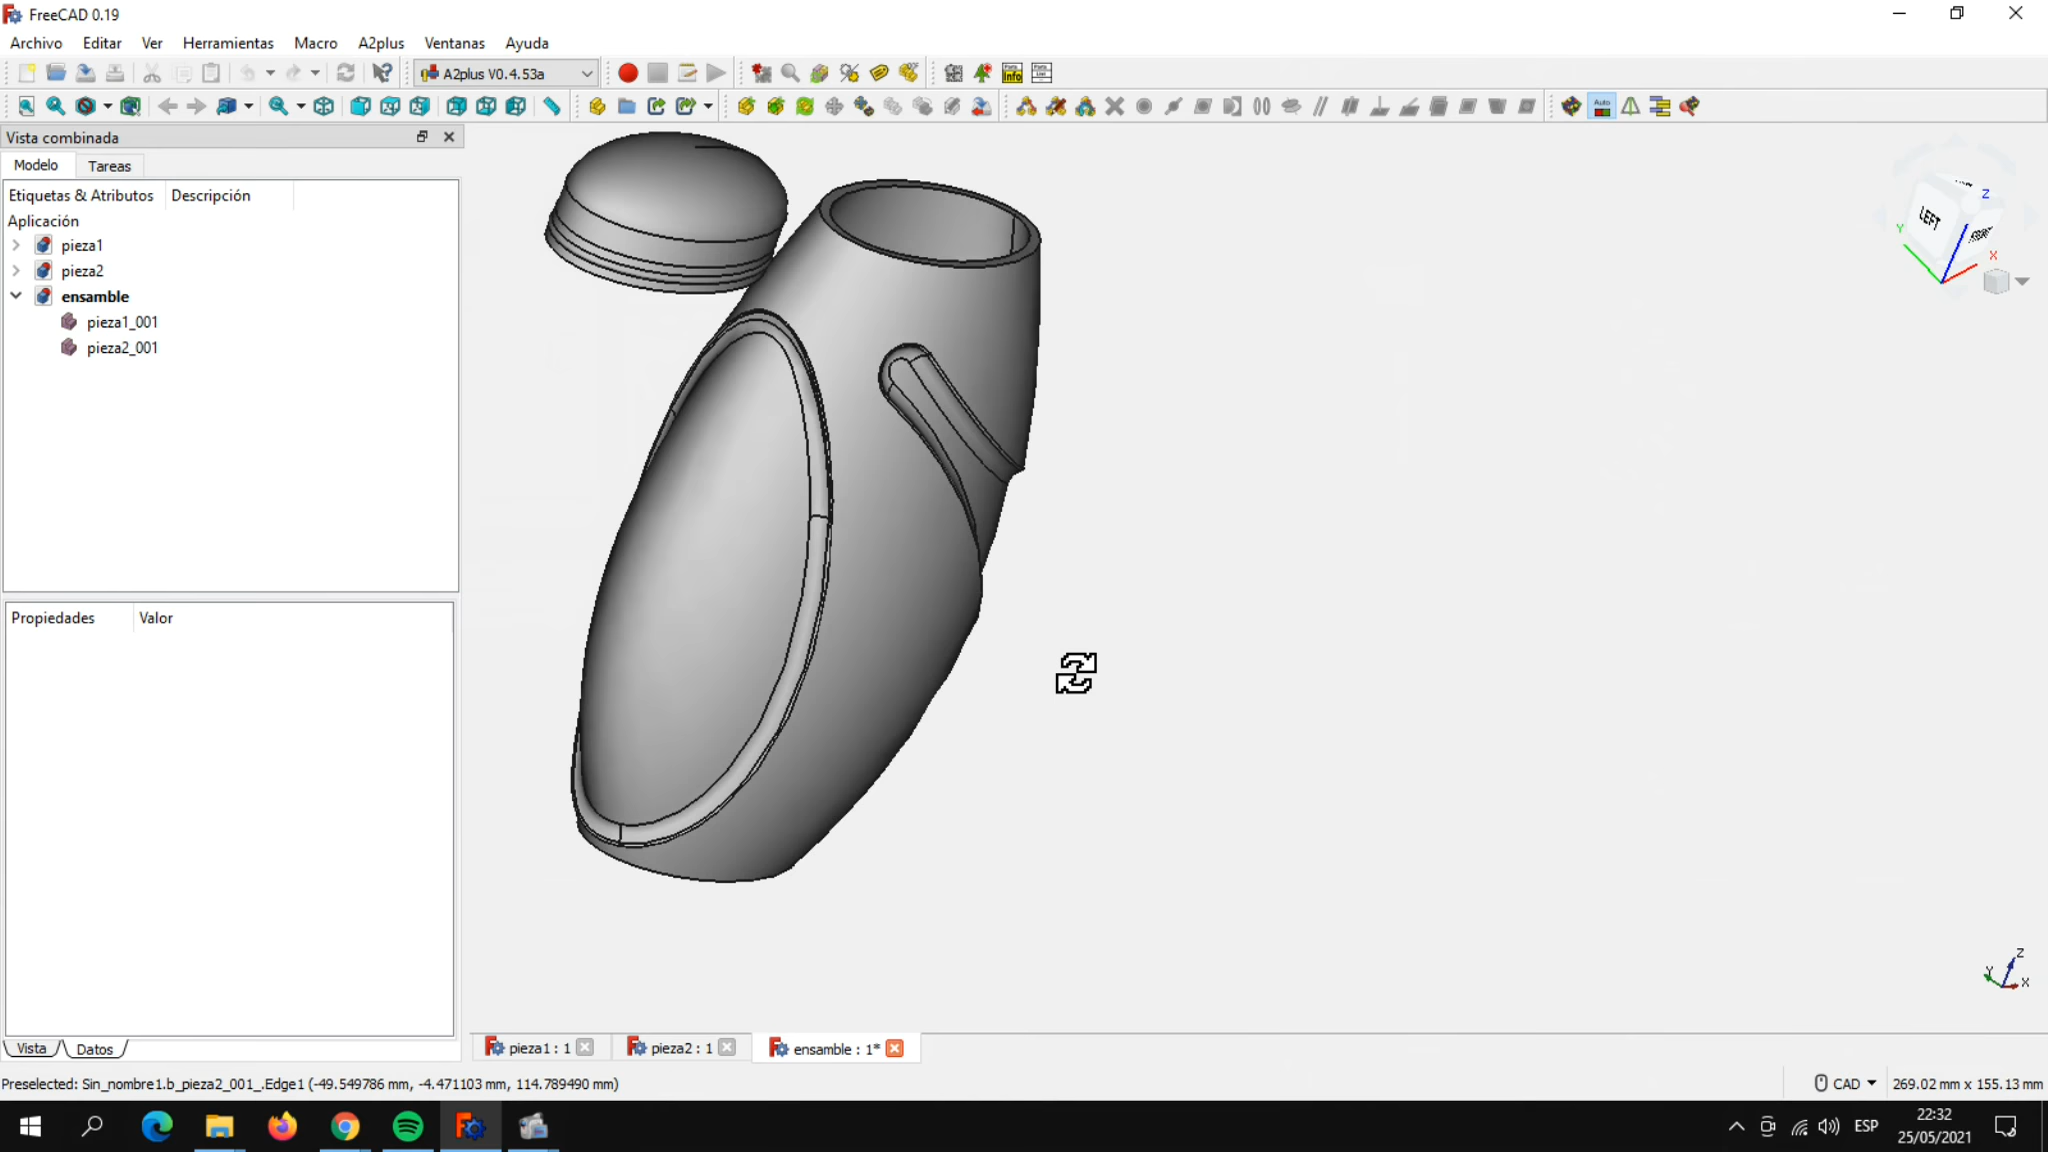 FreeCAD 0.19
Archivo Editar Ver Herramientas Macro A2plus Ventanas Ayuda
A2plus V0.4.53a
Info
Auto
Vista combinada
Modelo Tareas
Etiquetas & Atributos Descripción
Aplicación
pieza1
pieza2
ensamble
pieza1_001
pieza2_001
Propiedades Valor
LEFT
FRONT
Z
Y
X
Z
Y
X
Vista Datos
pieza1 : 1 pieza2 : 1 ensamble : 1*
Preselected: Sin_nombre1.b_pieza2_001_.Edge1 (-49.549786 mm, -4.471103 mm, 114.789490 mm)
CAD 269.02 mm x 155.13 mm
ESP
22:32
25/05/2021